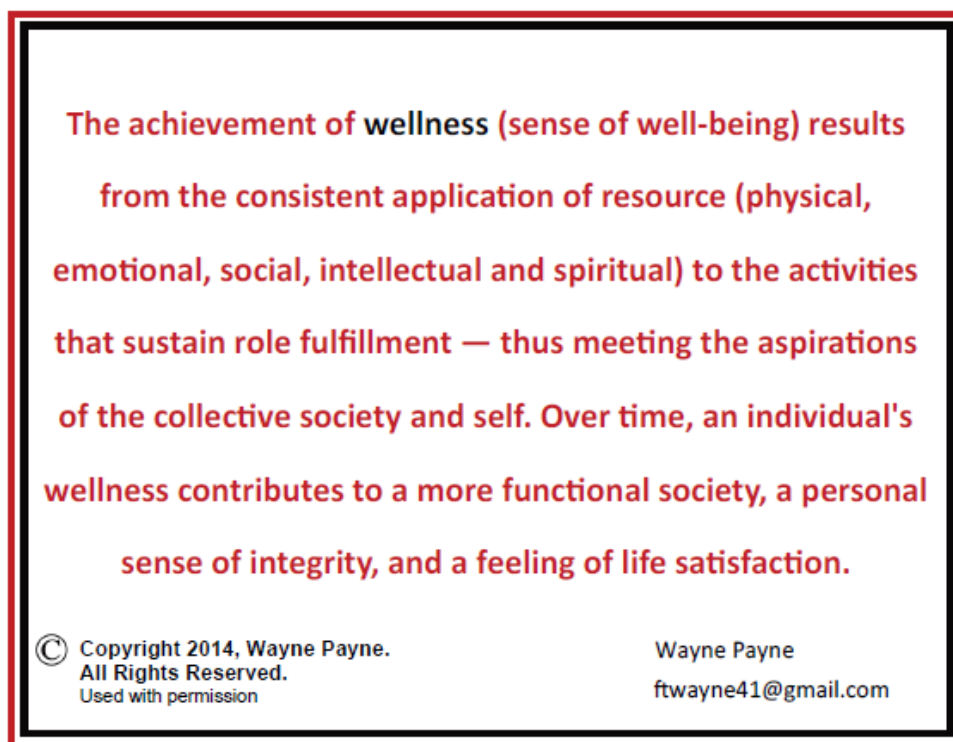 The achievement of wellness (sense of well-being) results
from the consistent application of resource (physical,
emotional, social, intellectual and spiritual) to the activities
that sustain role fulfillment — thus meeting the aspirations
of the collective society and self. Over time, an individual's
wellness contributes to a more functional society, a personal
sense of integrity, and a feeling of life satisfaction.
© Copyright 2014, Wayne Payne.
All Rights Reserved.
Used with permission
Wayne Payne
ftwayne41@gmail.com